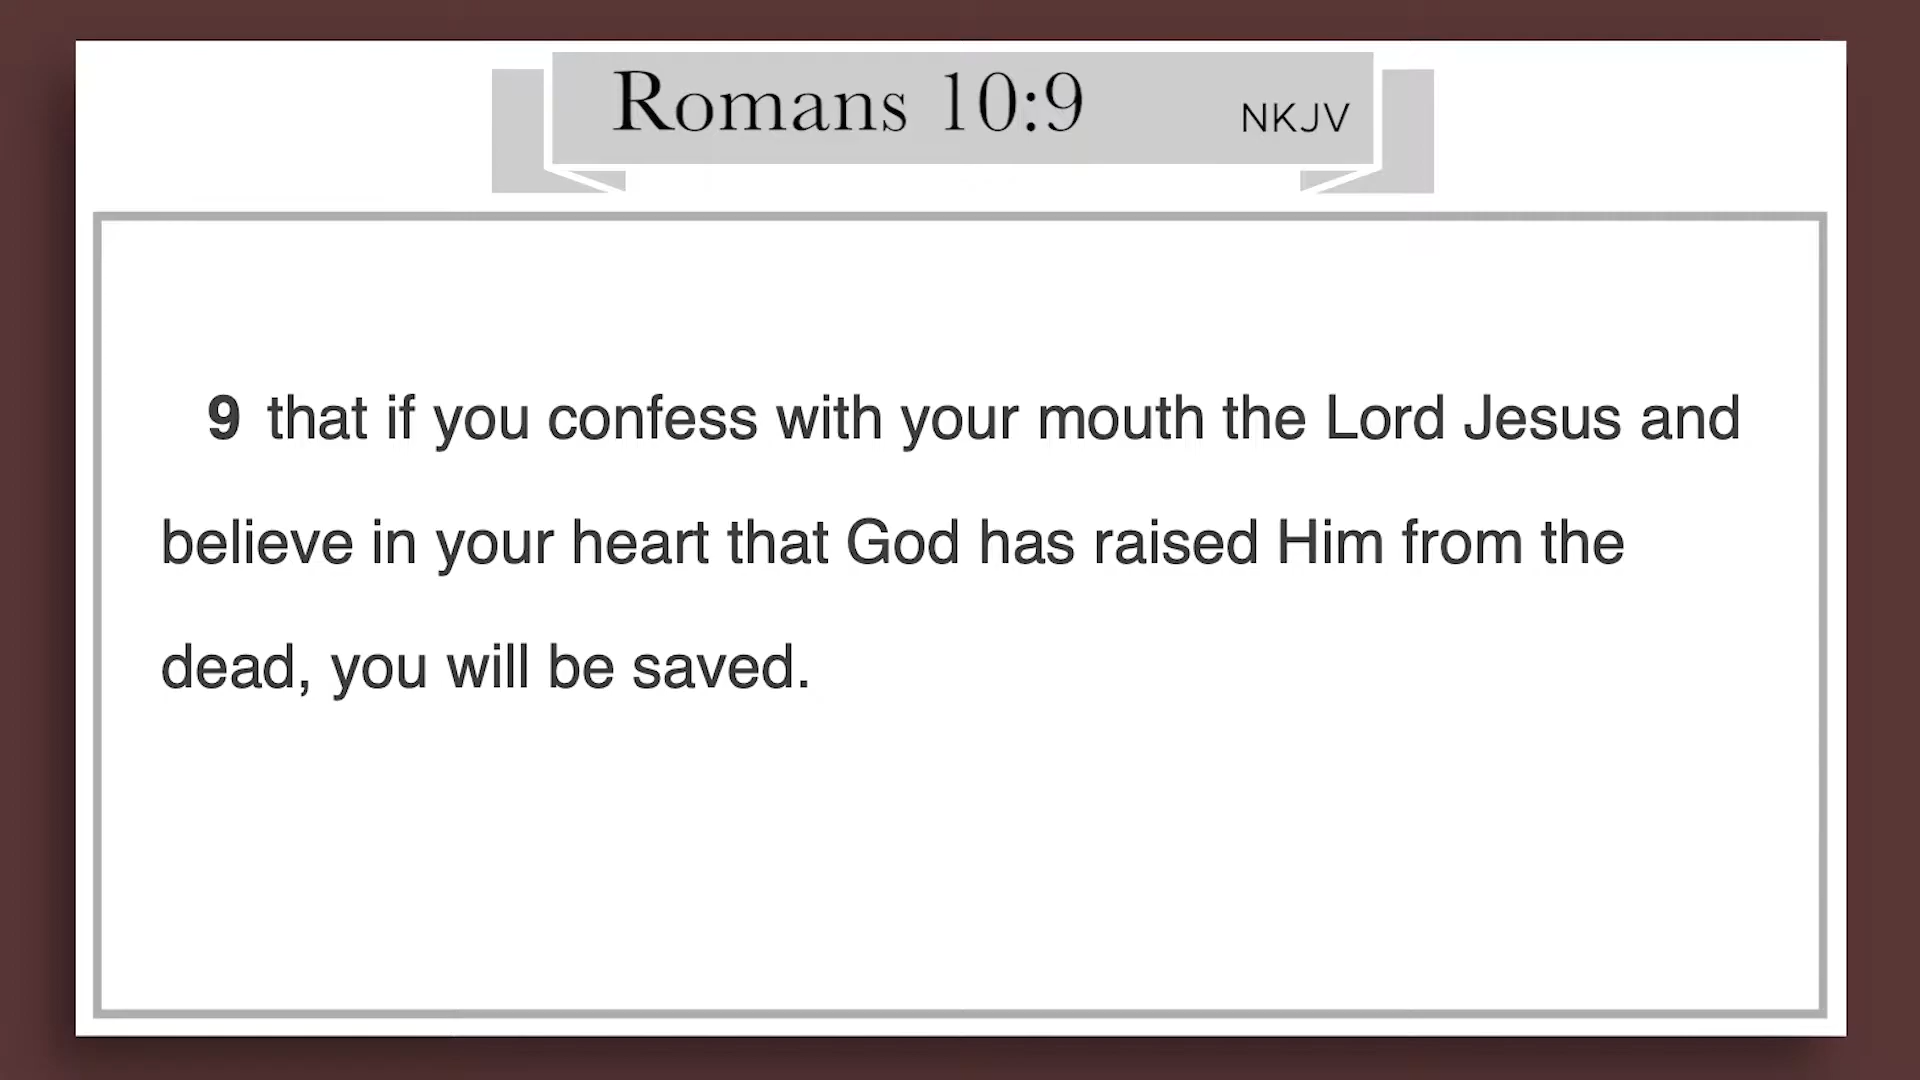 Romans 10:9 NKJV
9 that if you confess with your mouth the Lord Jesus and
believe in your heart that God has raised Him from the
dead, you will be saved.